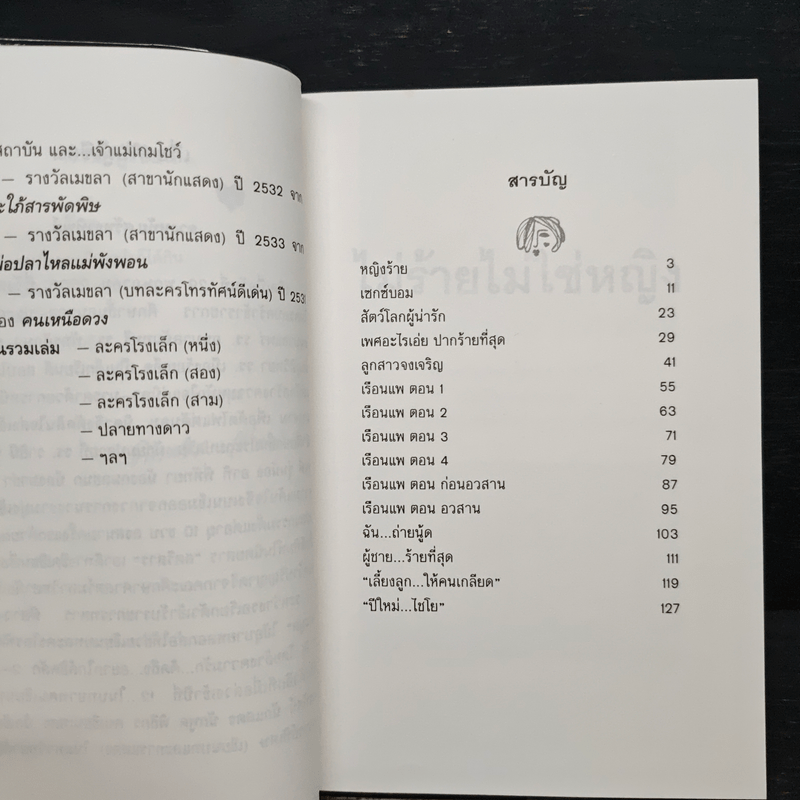 สถาบัน และ...เจ้าแม่เกมโชว์
— รางวัลเมขลา (สาขานักแสดง) ปี 2532 จาก
ะใภ้สารพัดพิษ
— รางวัลเมขลา (สาขานักแสดง) ปี 2533 จาก
พ่อปลาไหลแม่พังพอน
— รางวัลเมขลา (บทละครโทรทัศน์ดีเด่น) ปี 253
อง คนเหนือดวง
นรวมเล่ม — ละครโรงเล็ก (หนึ่ง)
— ละครโรงเล็ก (สอง)
— ละครโรงเล็ก (สาม)
— ปลายทางดาว
— ฯลฯ
สารบัญ
หญิงร้าย 3
เซกซ์บอม 11
สัตว์โลกผู้น่ารัก 23
เพศอะไรเอ่ย ปากร้ายที่สุด 29
ลูกสาวจงเจริญ 41
เรือนแพ ตอน 1 55
เรือนแพ ตอน 2 63
เรือนแพ ตอน 3 71
เรือนแพ ตอน 4 79
เรือนแพ ตอน ก่อนอวสาน 87
เรือนแพ ตอน อวสาน 95
ฉัน...ถ่ายนู้ด 103
ผู้ชาย...ร้ายที่สุด 111
“เลี้ยงลูก...ให้คนเกลียด” 119
“ปีใหม่...ไชโย” 127